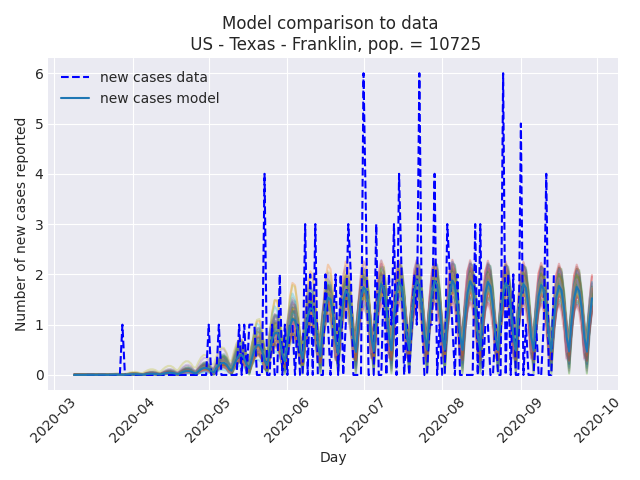 Model comparison to data
US - Texas - Franklin, pop. = 10725
new cases data
new cases model
Number of new cases reported
6
5
4
3
2
1
0
2020-03
2020-04
2020-05
2020-06
2020-07
2020-08
2020-09
2020-10
Day